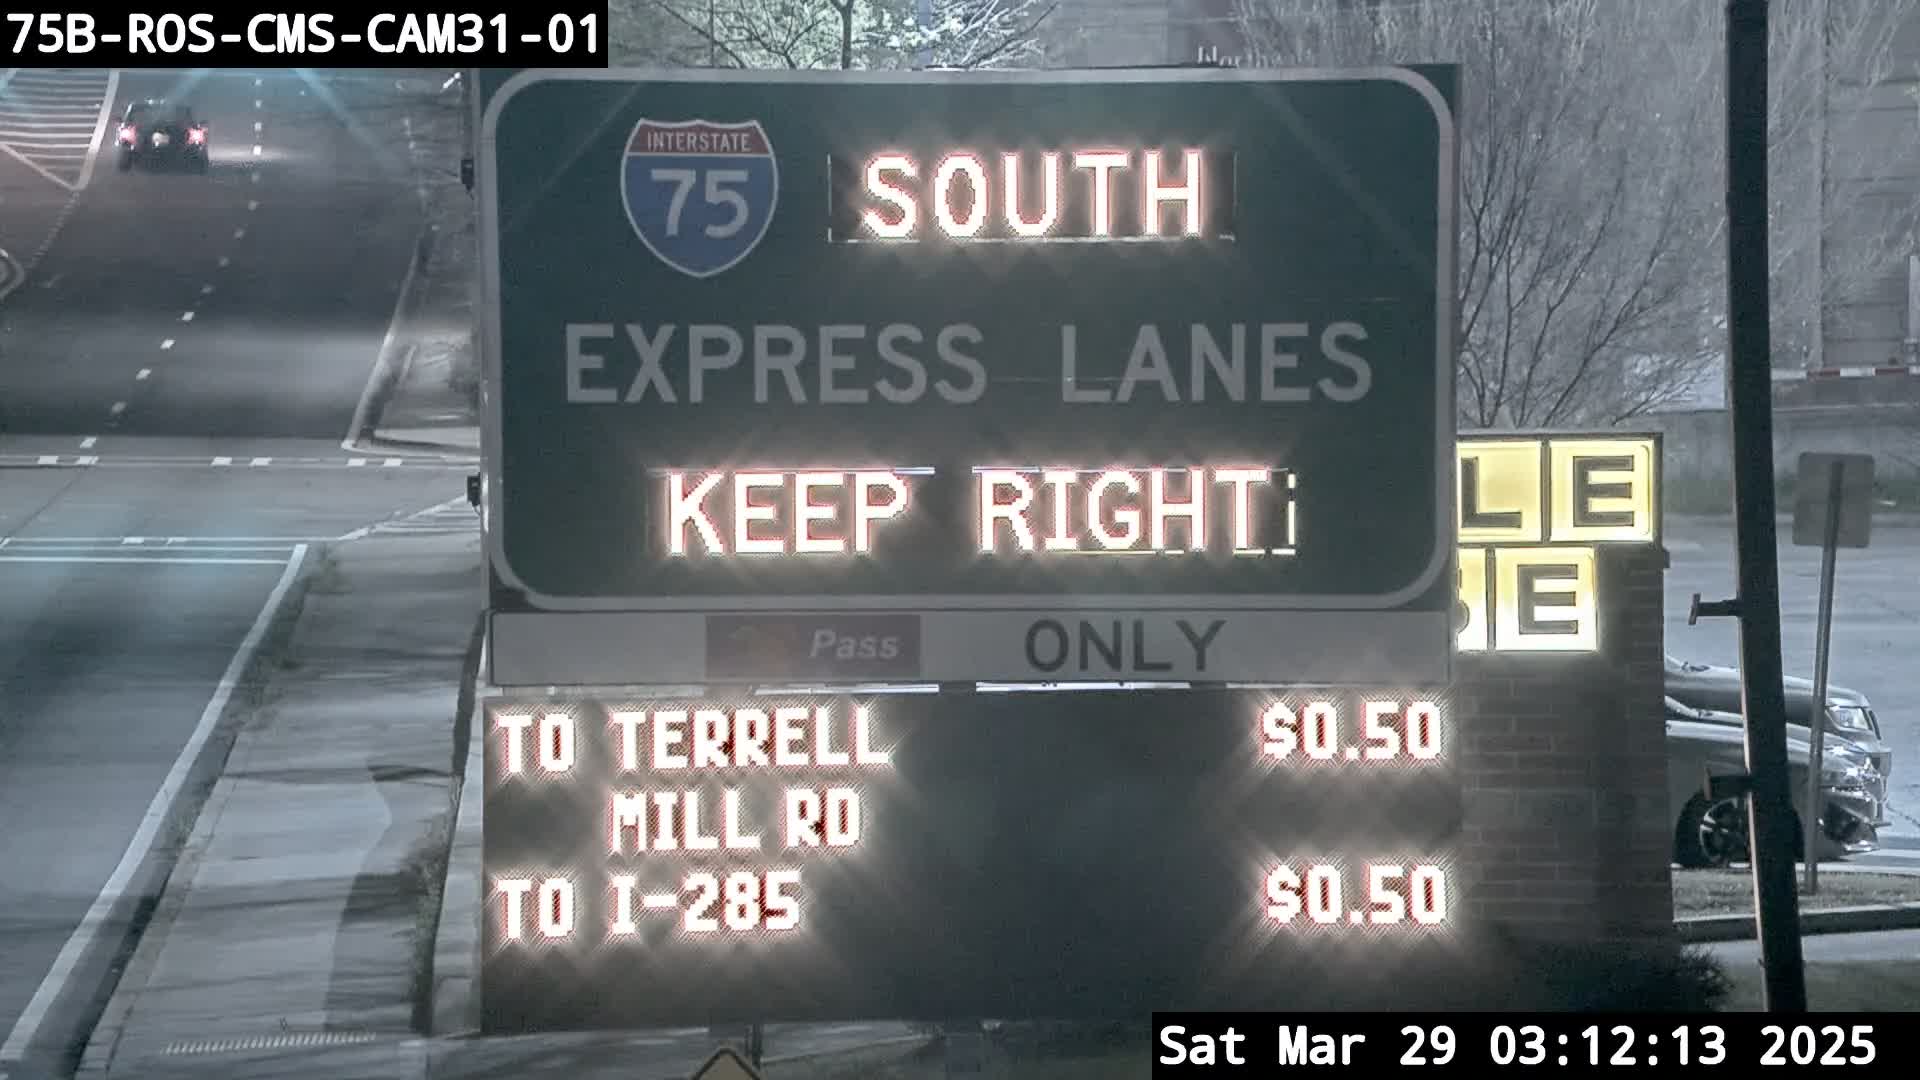 75B-ROS-CMS-CAM31-01
INTERSTATE
75
SOUTH
EXPRESS LANES
KEEP RIGHT
Pass ONLY
TO TERRELL $0.50
MILL RD
TO I-285 $0.50
LE
E
Sat Mar 29 03:12:13 2025